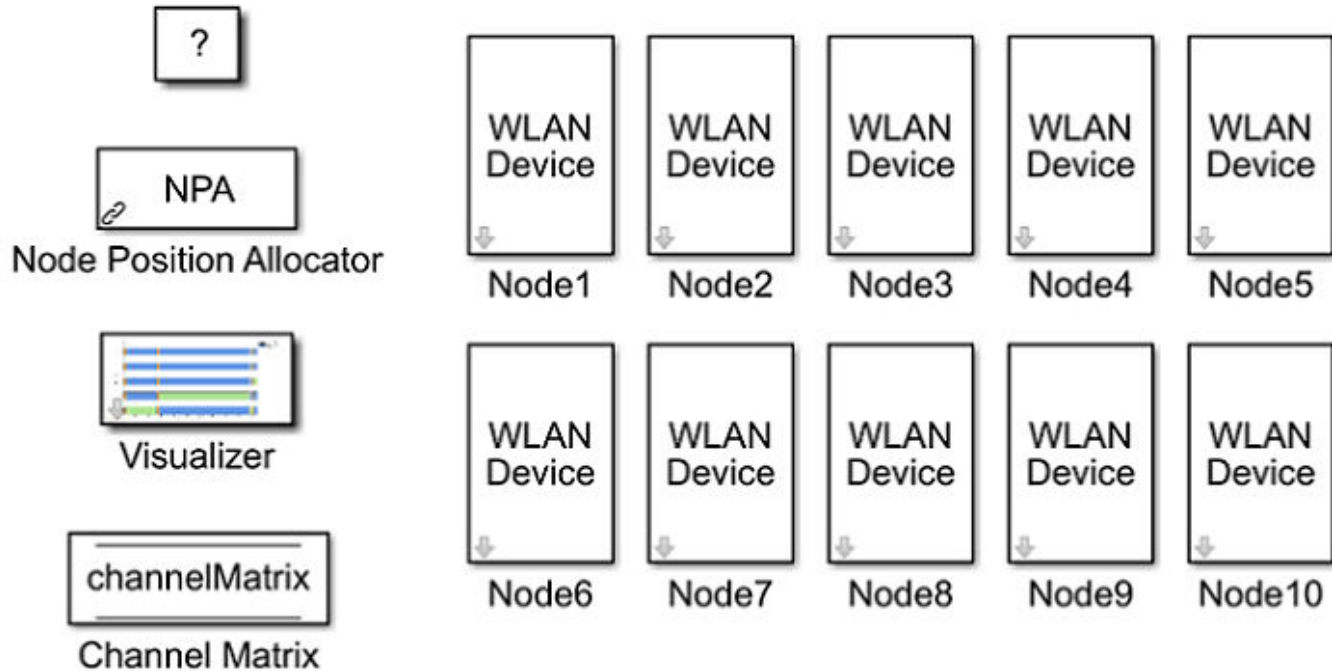 ?
NPA
Node Position Allocator
Visualizer
channelMatrix
Channel Matrix
WLAN
Device
Node1
WLAN
Device
Node2
WLAN
Device
Node3
WLAN
Device
Node4
WLAN
Device
Node5
WLAN
Device
Node6
WLAN
Device
Node7
WLAN
Device
Node8
WLAN
Device
Node9
WLAN
Device
Node10